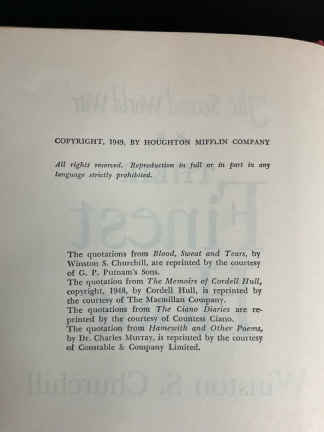 COPYRIGHT, 1949, BY HOUGHTON MIFFLIN COMPANY
All rights reserved. Reproduction in full or in part in any
language strictly prohibited.
The quotations from Blood, Sweat and Tears, by
Winston S. Churchill, are reprinted by the courtesy
of G. P. Putnam's Sons.
The quotation from The Memoirs of Cordell Hull,
copyright, 1948, by Cordell Hull, is reprinted by
the courtesy of The Macmillan Company.
The quotations from The Ciano Diaries are re-
printed by the courtesy of Countess Ciano.
The quotation from Hamewith and Other Poems,
by Dr. Charles Murray, is reprinted by the courtesy
of Constable & Company Limited.